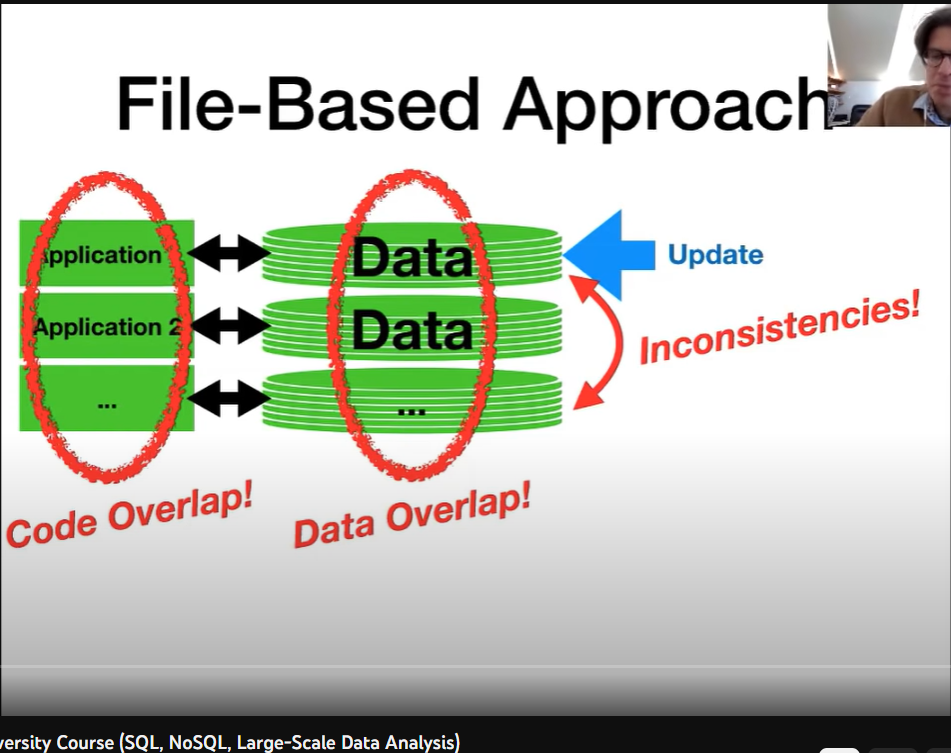 File-Based Approach
Application
Data
Update
Application 2
Data
Inconsistencies!
...
...
Code Overlap!
Data Overlap!
versity Course (SQL, NoSQL, Large-Scale Data Analysis)